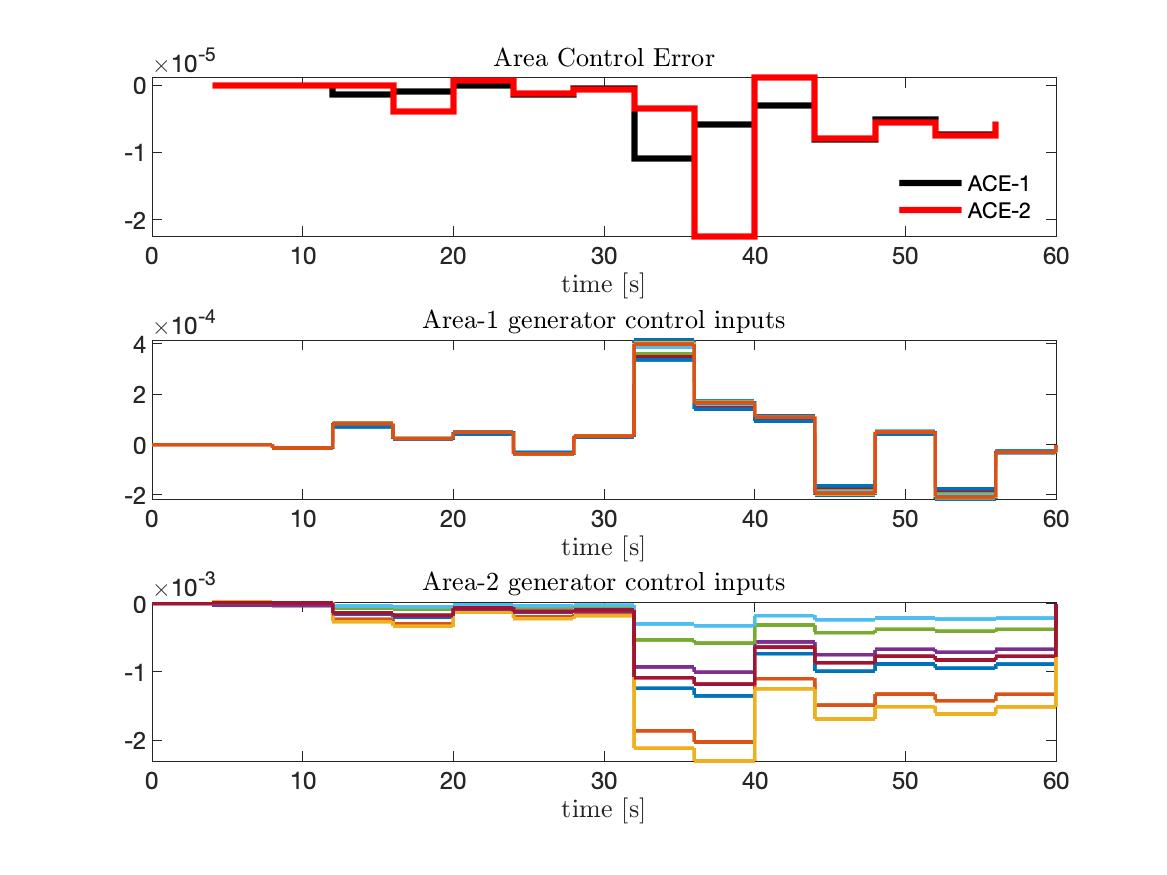 Area Control Error
×10-5
0
-1
-2
ACE-1
ACE-2
0 10 20 30 40 50 60
time [s]
Area-1 generator control inputs
×10-4
4
2
0
-2
0 10 20 30 40 50 60
time [s]
Area-2 generator control inputs
×10-3
0
-1
-2
0 10 20 30 40 50 60
time [s]